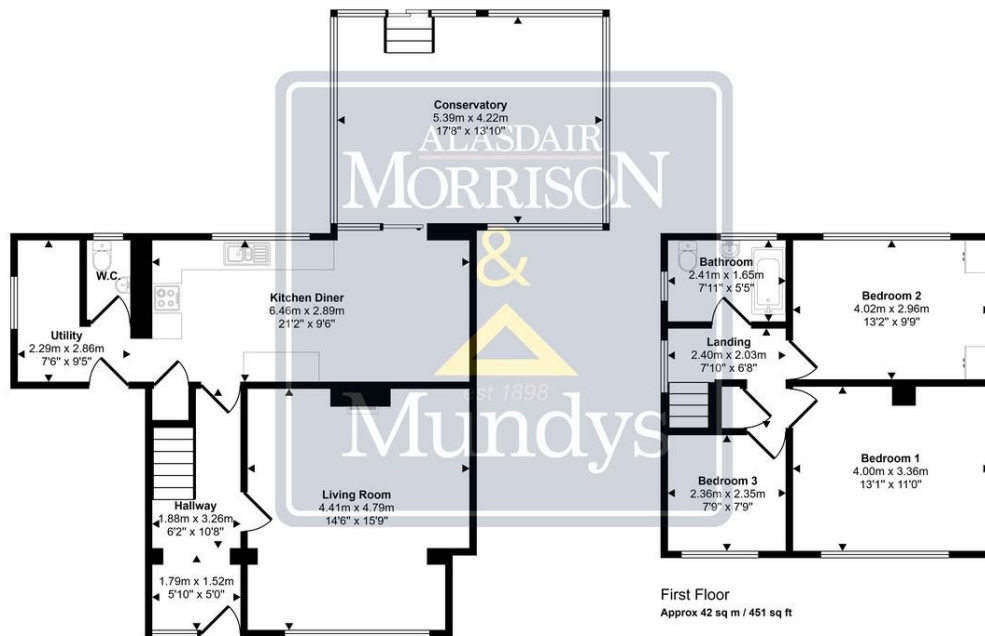 Conservatory
5.39m x 4.22m
17'8" x 13'10"
ALASDAIR
MORRISON
&
est 1898
Mundys
W.C.
Kitchen Diner
6.46m x 2.89m
21'2" x 9'6"
Utility
2.29m x 2.86m
7'6" x 9'5"
Hallway
1.88m x 3.26m
6'2" x 10'8"
1.79m x 1.52m
5'10" x 5'0"
Living Room
4.41m x 4.79m
14'6" x 15'9"
Bathroom
2.41m x 1.65m
7'11" x 5'5"
Bedroom 2
4.02m x 2.96m
13'2" x 9'9"
Landing
2.40m x 2.03m
7'10" x 6'8"
Bedroom 3
2.36m x 2.35m
7'9" x 7'9"
Bedroom 1
4.00m x 3.36m
13'1" x 11'0"
First Floor
Approx 42 sq m / 451 sq ft